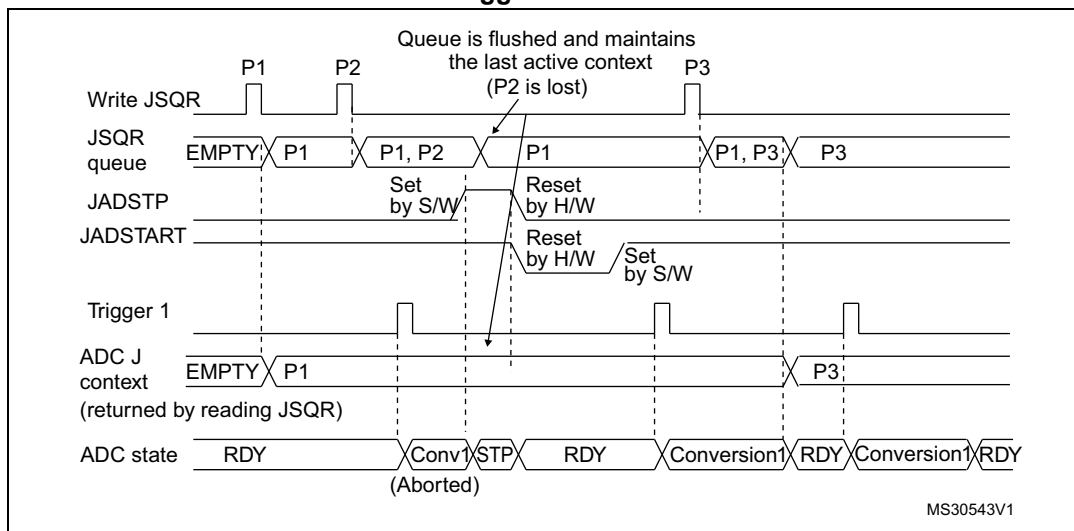 Queue is flushed and maintains
the last active context
(P2 is lost)
P1 P2 P3
Write JSQR
JSQR
queue
EMPTY P1 P1, P2 P1 P1, P3 P3
Set
by S/W
Reset
by H/W
JADSTP
JADSTART
Reset
by H/W
Set
by S/W
Trigger 1
ADC J
context
EMPTY P1 P3
(returned by reading JSQR)
ADC state RDY Conv1 STP RDY Conversion1 RDY Conversion1 RDY
(Aborted)
MS30543V1